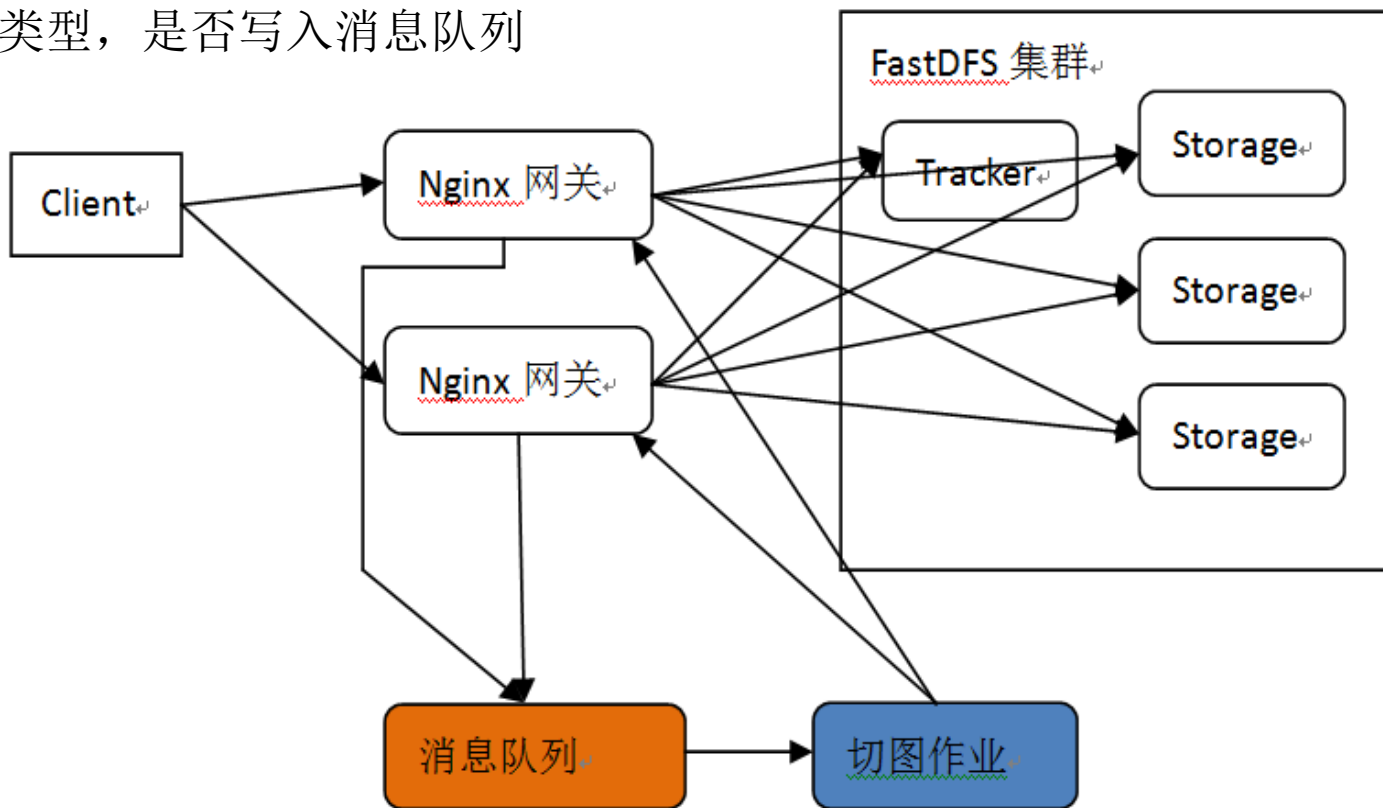 类型，是否写入消息队列
FastDFS 集群
Client
Nginx 网关
Tracker
Storage
Storage
Nginx 网关
Storage
消息队列
切图作业